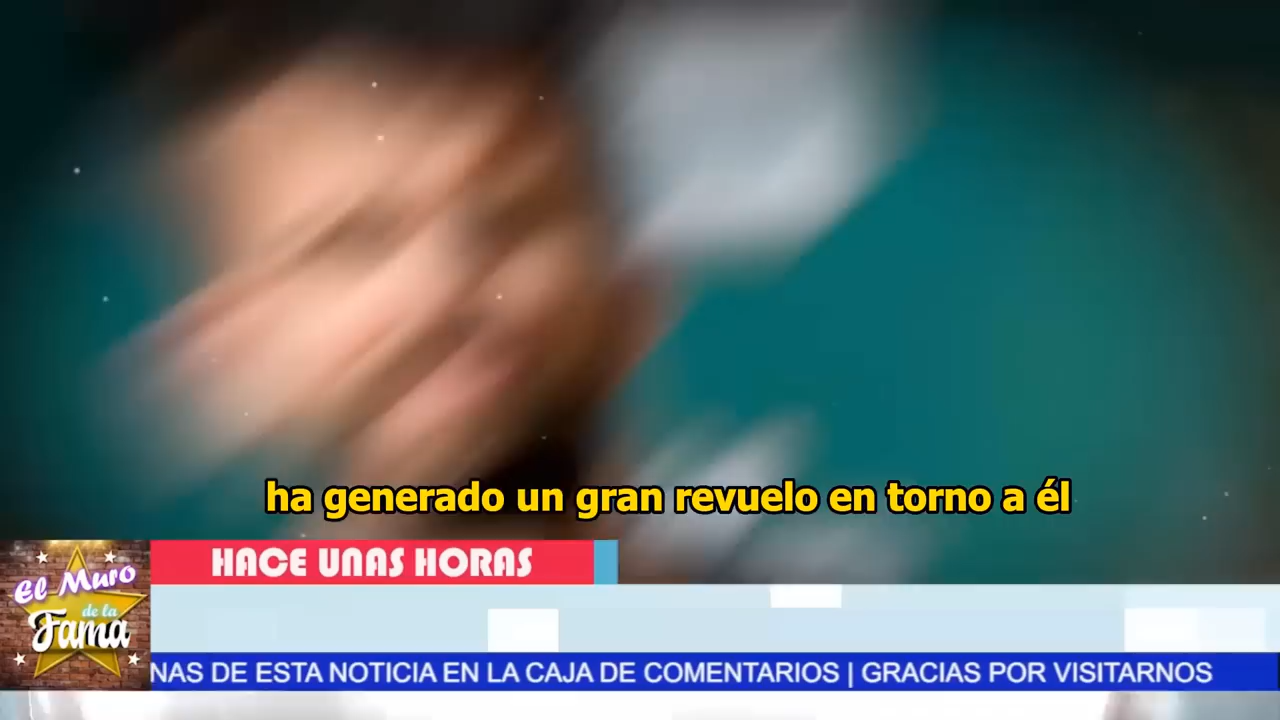 ha generado un gran revuelo en torno a él
HACE UNAS HORAS
El Muro
de la
Fama
NAS DE ESTA NOTICIA EN LA CAJA DE COMENTARIOS | GRACIAS POR VISITARNOS